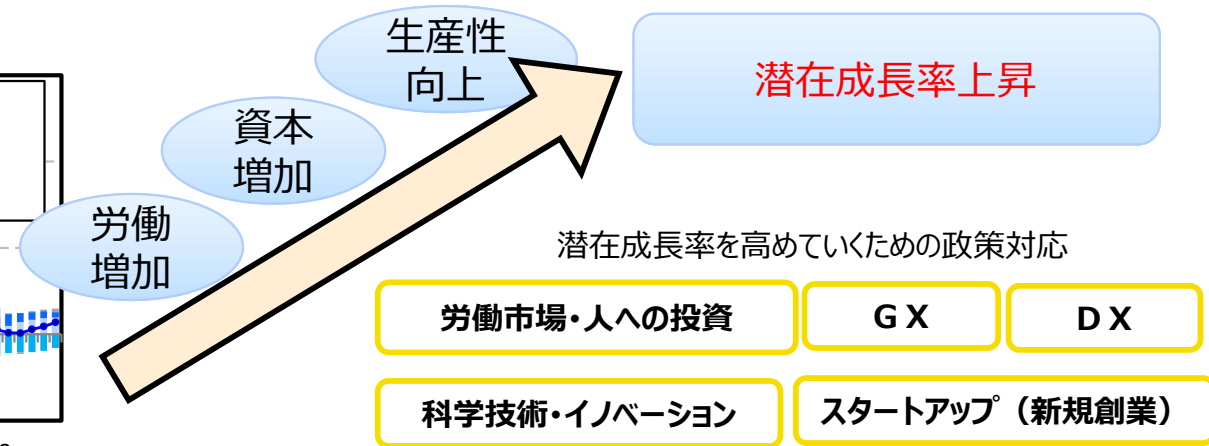 生産性
向上
潜在成長率上昇
資本
増加
労働
増加
潜在成長率を高めていくための政策対応
労働市場・人への投資
ＧＸ
ＤＸ
科学技術・イノベーション
スタートアップ（新規創業）